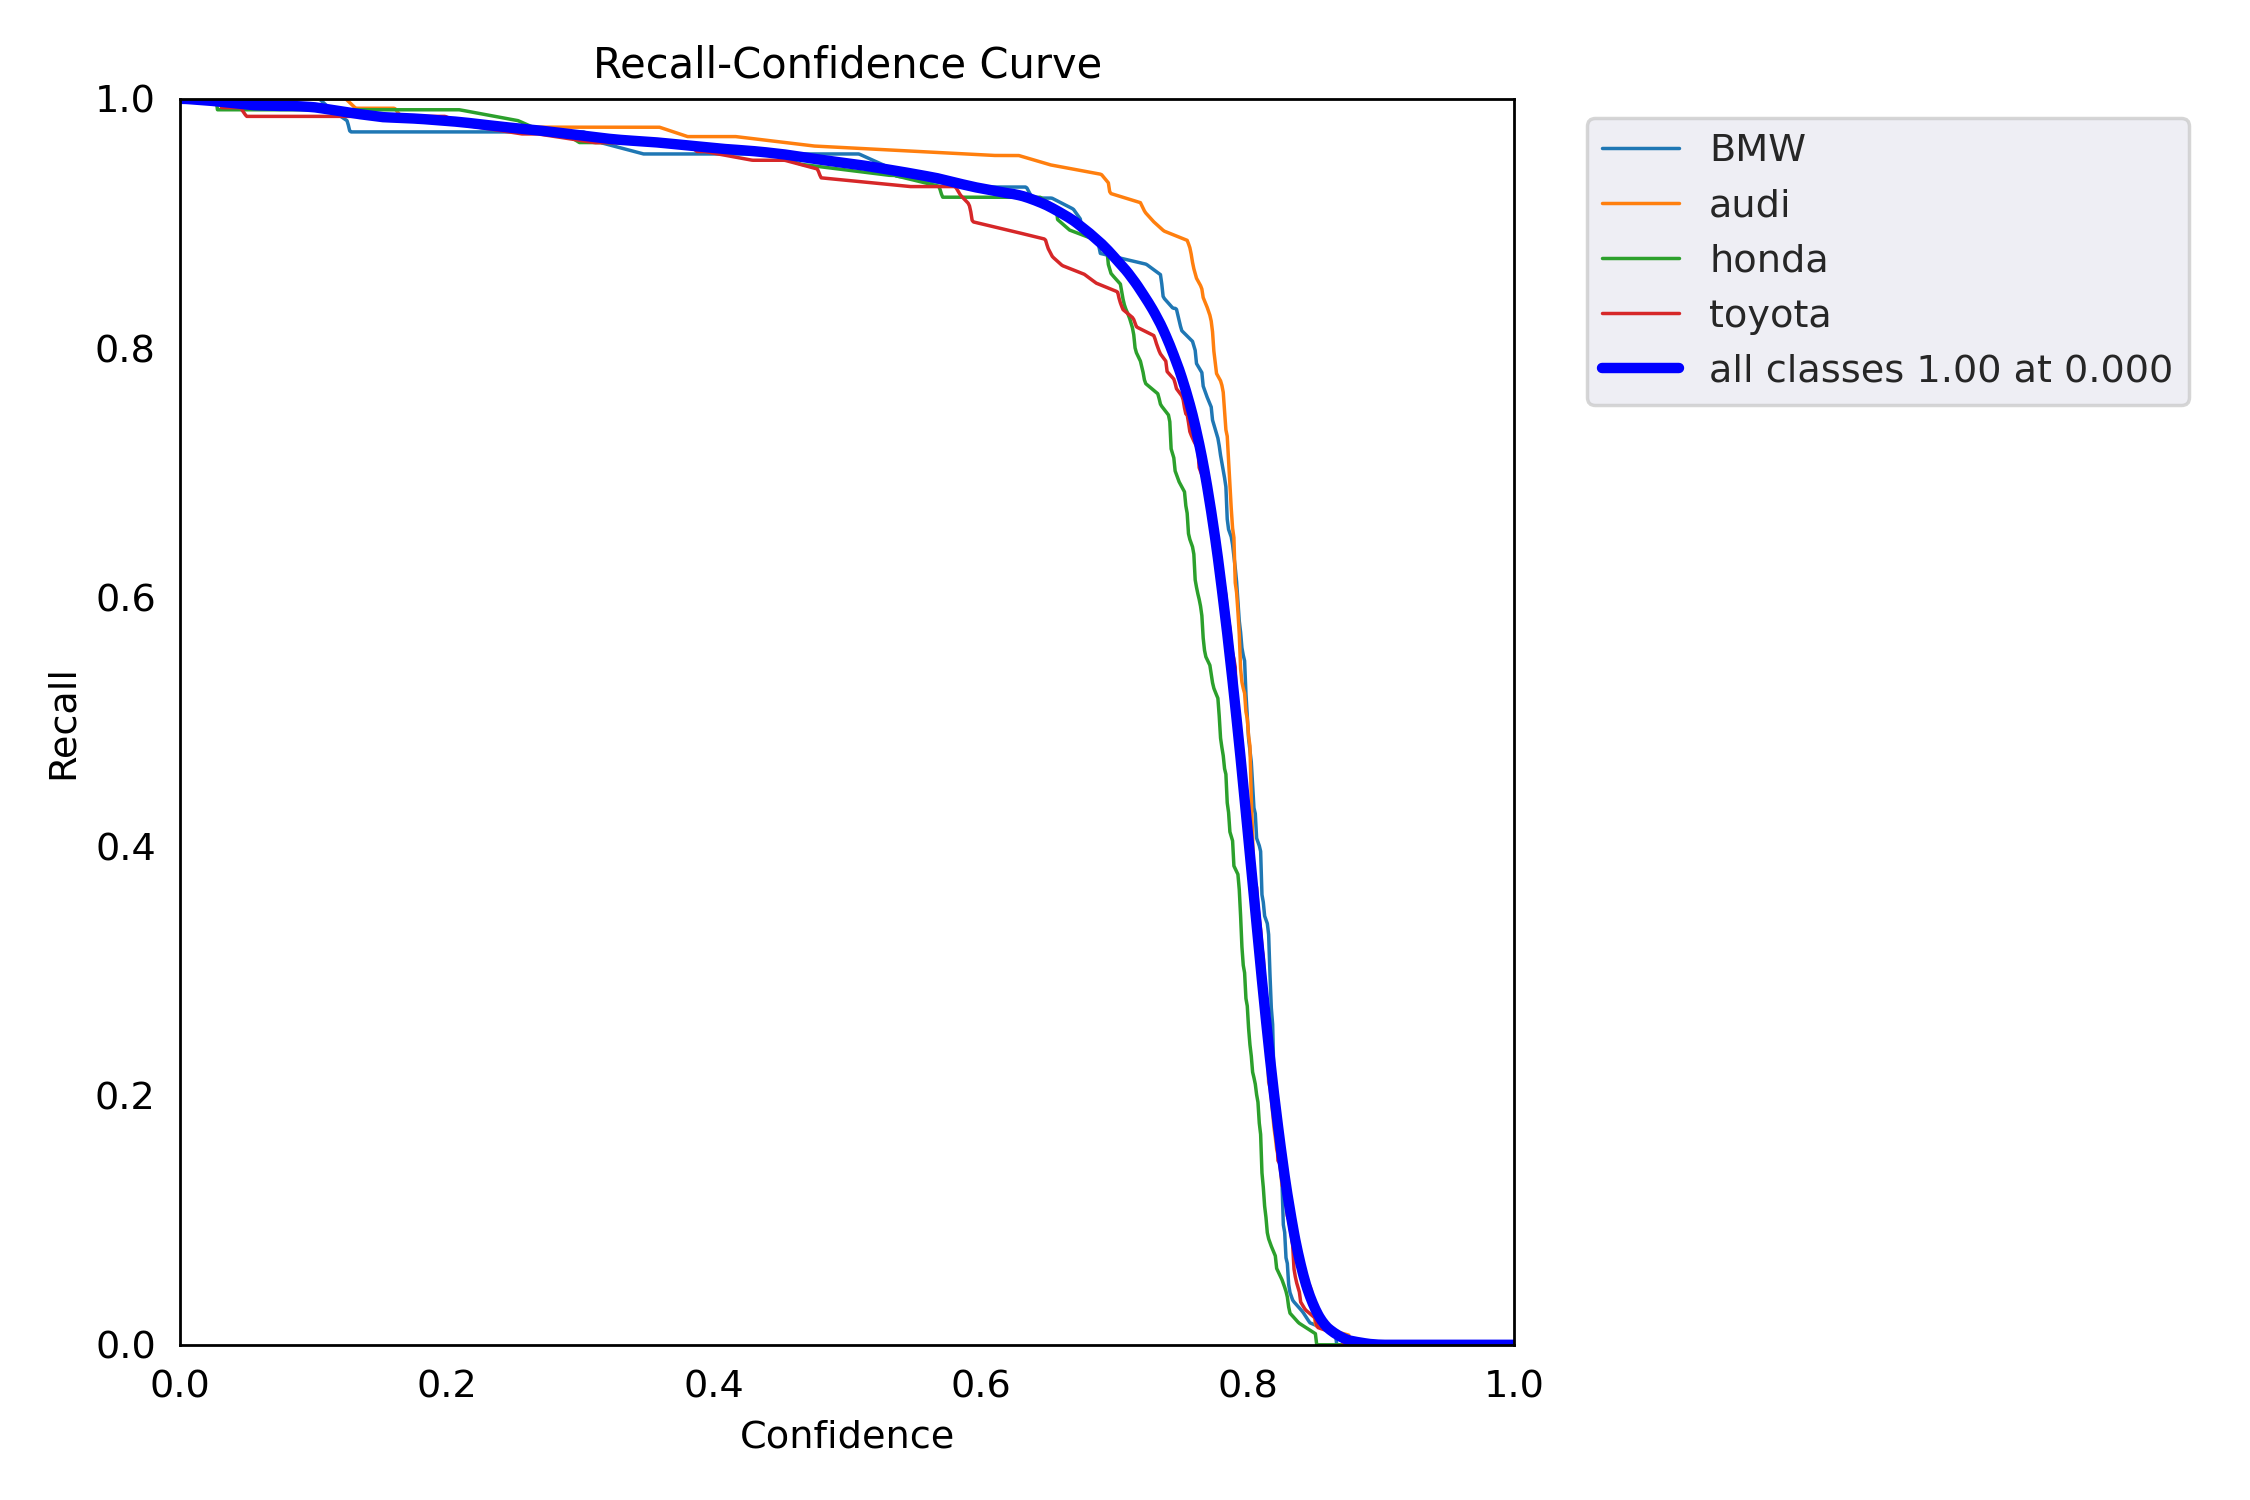 Recall-Confidence Curve
1.0
0.8
0.6
0.4
0.2
0.0
Recall
0.0 0.2 0.4 0.6 0.8 1.0
Confidence
BMW
audi
honda
toyota
all classes 1.00 at 0.000